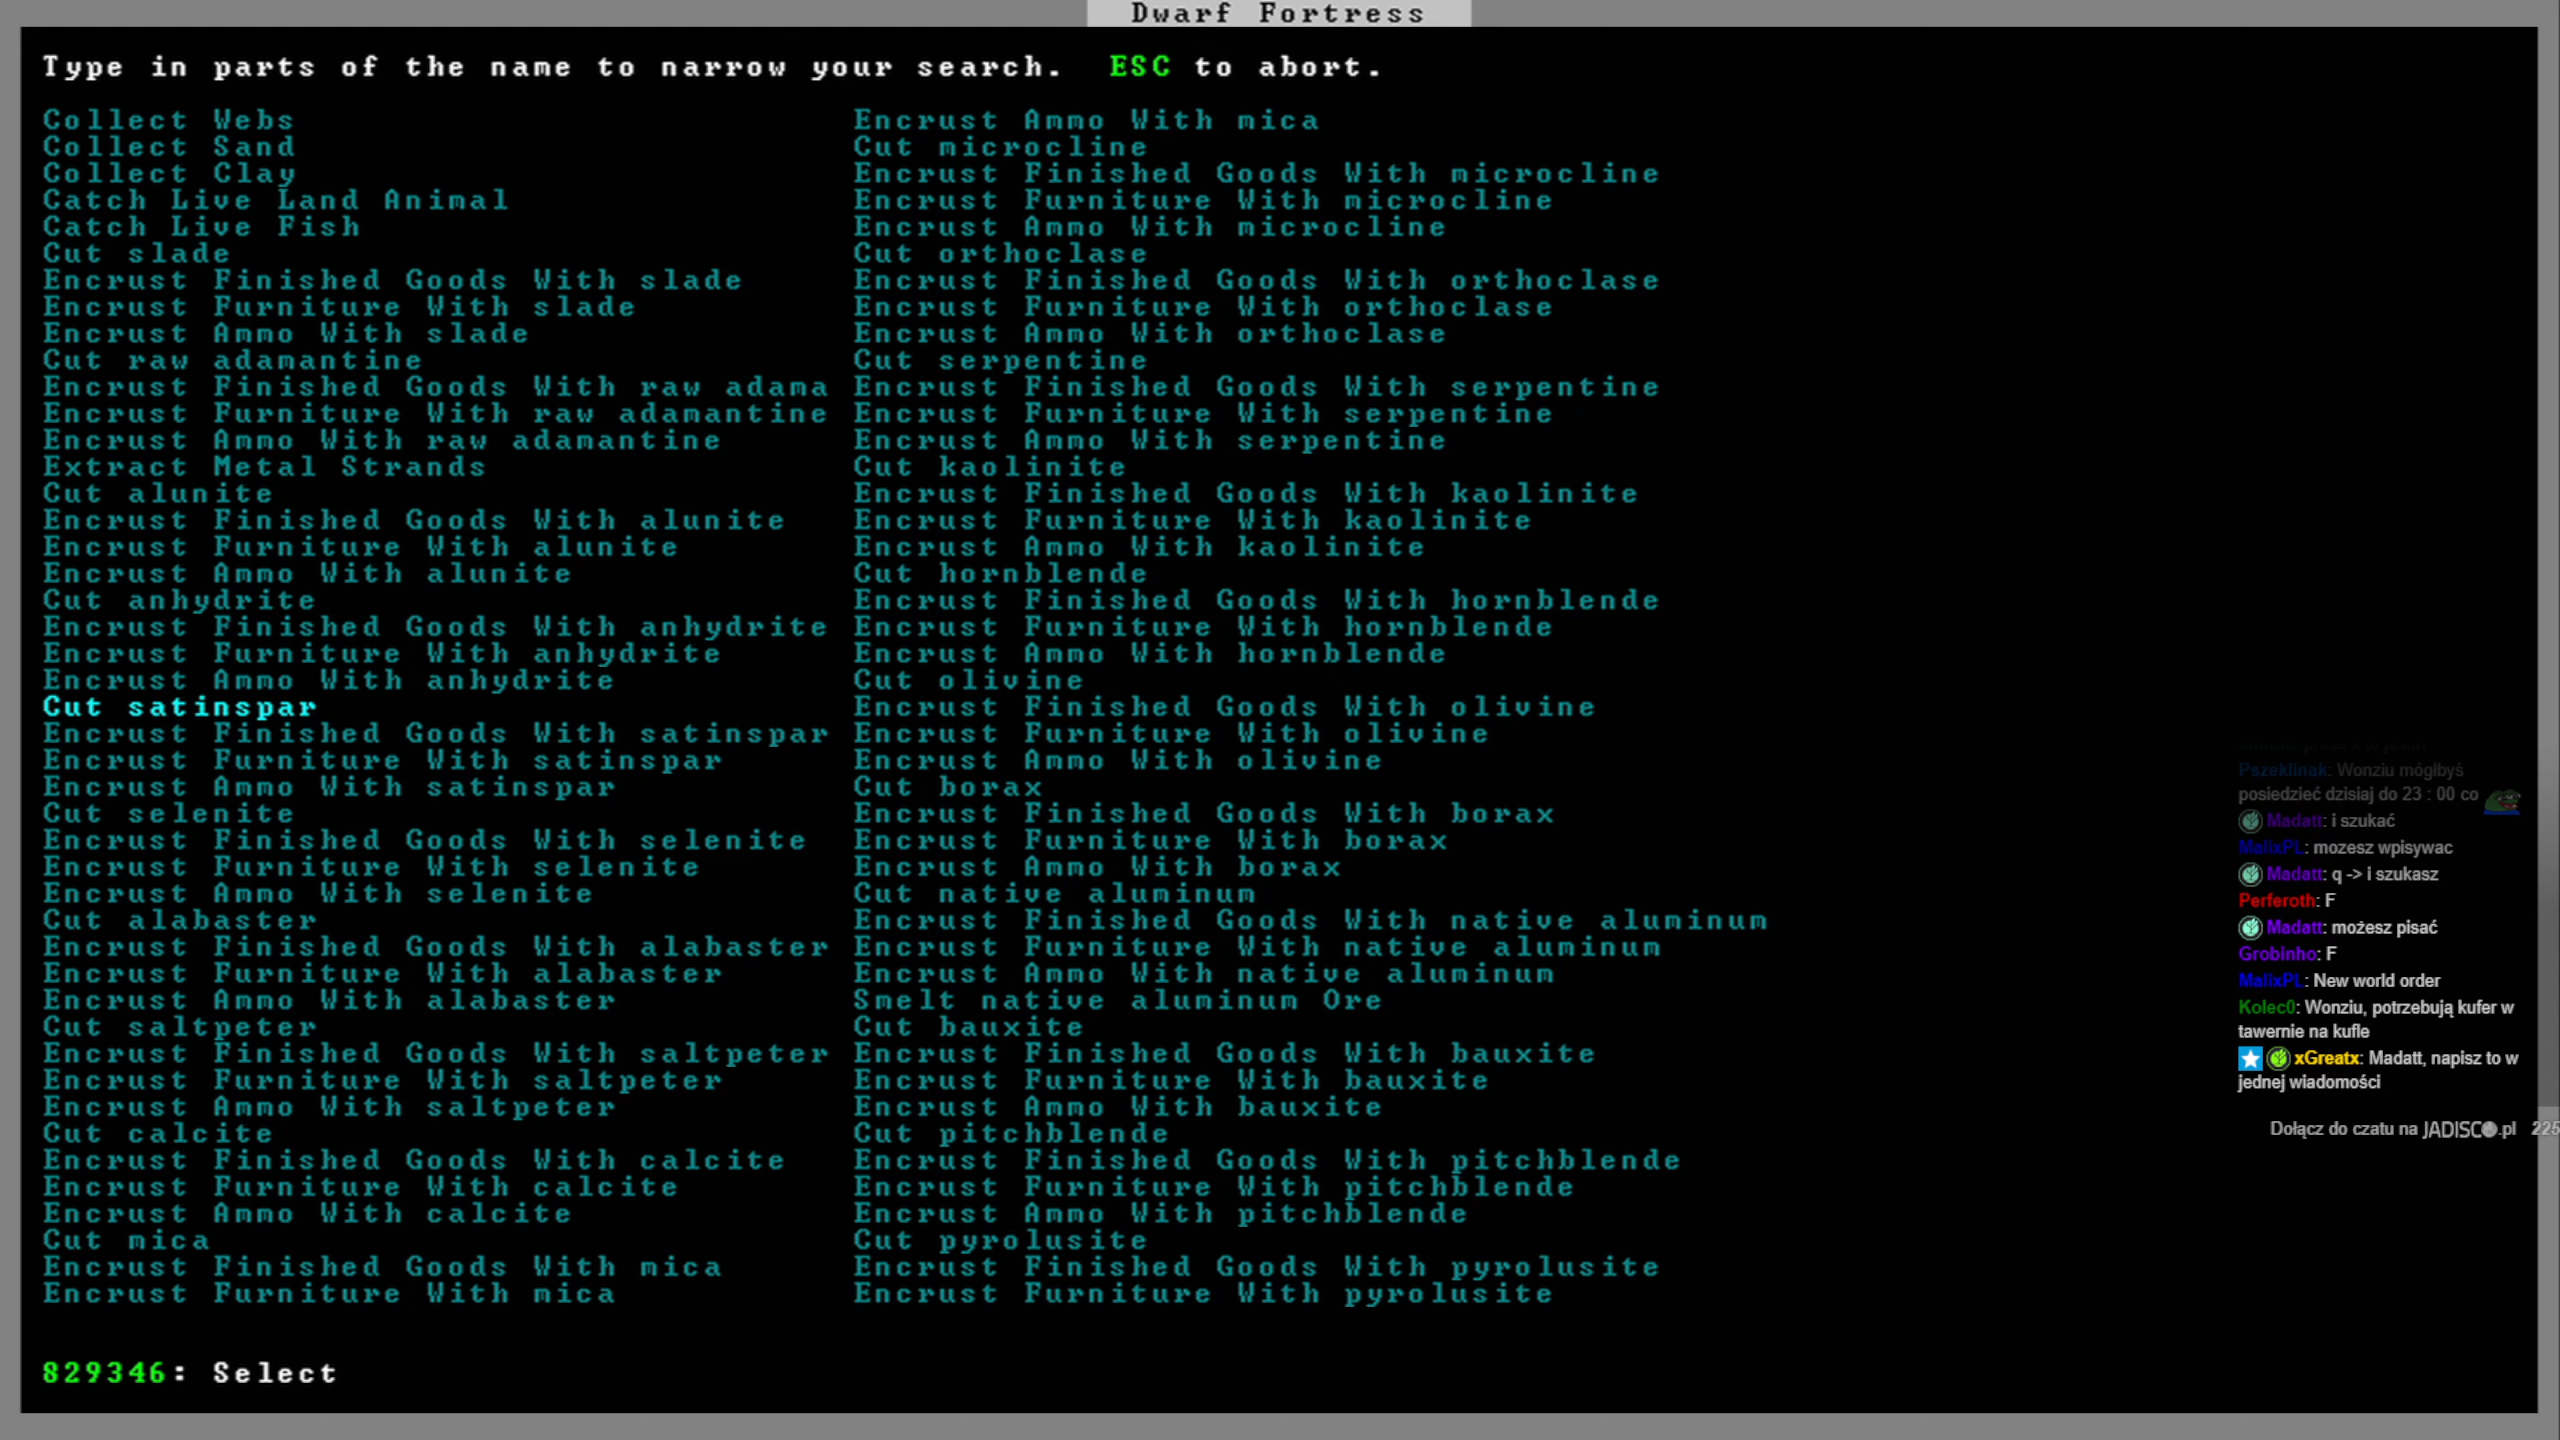 Dwarf Fortress
Type in parts of the name to narrow your search.  ESC to abort.
Collect Webs
Collect Sand
Collect Clay
Catch Live Land Animal
Catch Live Fish
Cut slade
Encrust Finished Goods With slade
Encrust Furniture With slade
Encrust Ammo With slade
Cut raw adamantine
Encrust Finished Goods With raw adama
Encrust Furniture With raw adamantine
Encrust Ammo With raw adamantine
Extract Metal Strands
Cut alunite
Encrust Finished Goods With alunite
Encrust Furniture With alunite
Encrust Ammo With alunite
Cut anhydrite
Encrust Finished Goods With anhydrite
Encrust Furniture With anhydrite
Encrust Ammo With anhydrite
Cut satinspar
Encrust Finished Goods With satinspar
Encrust Furniture With satinspar
Encrust Ammo With satinspar
Cut selenite
Encrust Finished Goods With selenite
Encrust Furniture With selenite
Encrust Ammo With selenite
Cut alabaster
Encrust Finished Goods With alabaster
Encrust Furniture With alabaster
Encrust Ammo With alabaster
Cut saltpeter
Encrust Finished Goods With saltpeter
Encrust Furniture With saltpeter
Encrust Ammo With saltpeter
Cut calcite
Encrust Finished Goods With calcite
Encrust Furniture With calcite
Encrust Ammo With calcite
Cut mica
Encrust Finished Goods With mica
Encrust Furniture With mica
Encrust Ammo With mica
Cut microcline
Encrust Finished Goods With microcline
Encrust Furniture With microcline
Encrust Ammo With microcline
Cut orthoclase
Encrust Finished Goods With orthoclase
Encrust Furniture With orthoclase
Encrust Ammo With orthoclase
Cut serpentine
Encrust Finished Goods With serpentine
Encrust Furniture With serpentine
Encrust Ammo With serpentine
Cut kaolinite
Encrust Finished Goods With kaolinite
Encrust Furniture With kaolinite
Encrust Ammo With kaolinite
Cut hornblende
Encrust Finished Goods With hornblende
Encrust Furniture With hornblende
Encrust Ammo With hornblende
Cut olivine
Encrust Finished Goods With olivine
Encrust Furniture With olivine
Encrust Ammo With olivine
Cut borax
Encrust Finished Goods With borax
Encrust Furniture With borax
Encrust Ammo With borax
Cut native aluminum
Encrust Finished Goods With native aluminum
Encrust Furniture With native aluminum
Encrust Ammo With native aluminum
Smelt native aluminum Ore
Cut bauxite
Encrust Finished Goods With bauxite
Encrust Furniture With bauxite
Encrust Ammo With bauxite
Cut pitchblende
Encrust Finished Goods With pitchblende
Encrust Furniture With pitchblende
Encrust Ammo With pitchblende
Cut pyrolusite
Encrust Finished Goods With pyrolusite
Encrust Furniture With pyrolusite
829346: Select
Pszeklinak: Wonziu mógłbyś
posiedzieć dzisiaj do 23 : 00 co
Madatt: i szukać
MalixPL: mozesz wpisywac
Madatt: q -> i szukasz
Perferoth: F
Madatt: możesz pisać
Grobinho: F
MalixPL: New world order
Kolec0: Wonziu, potrzebują kufer w
tawernie na kufle
xGreatx: Madatt, napisz to w
jednej wiadomości
Dołącz do czatu na JADISCO.pl 225